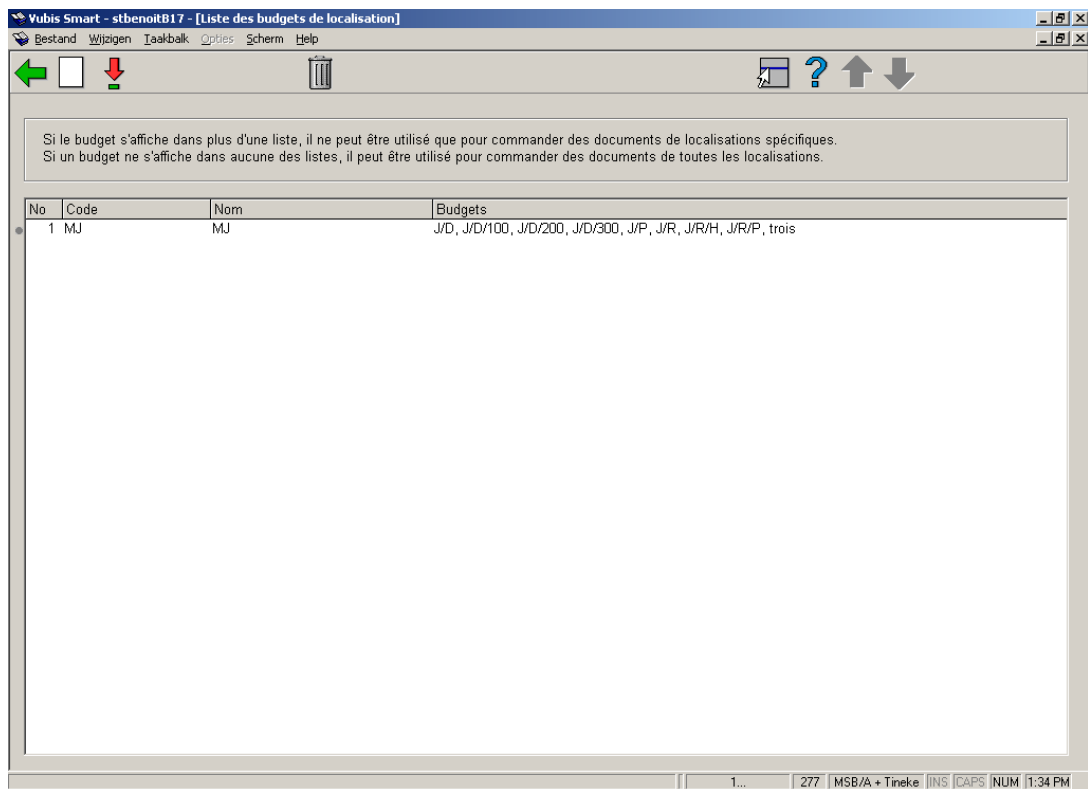 Vubis Smart - stbenoitB17 - [Liste des budgets de localisation]
Bestand Wijzigen Taakbalk Opties Scherm Help
Si le budget s'affiche dans plus d'une liste, il ne peut être utilisé que pour commander des documents de localisations spécifiques.
Si un budget ne s'affiche dans aucune des listes, il peut être utilisé pour commander des documents de toutes les localisations.
No Code Nom Budgets
1 MJ MJ J/D, J/D/100, J/D/200, J/D/300, J/P, J/R, J/R/H, J/R/P, trois
1... 277 MSB/A + Tineke INS CAPS NUM 1:34 PM